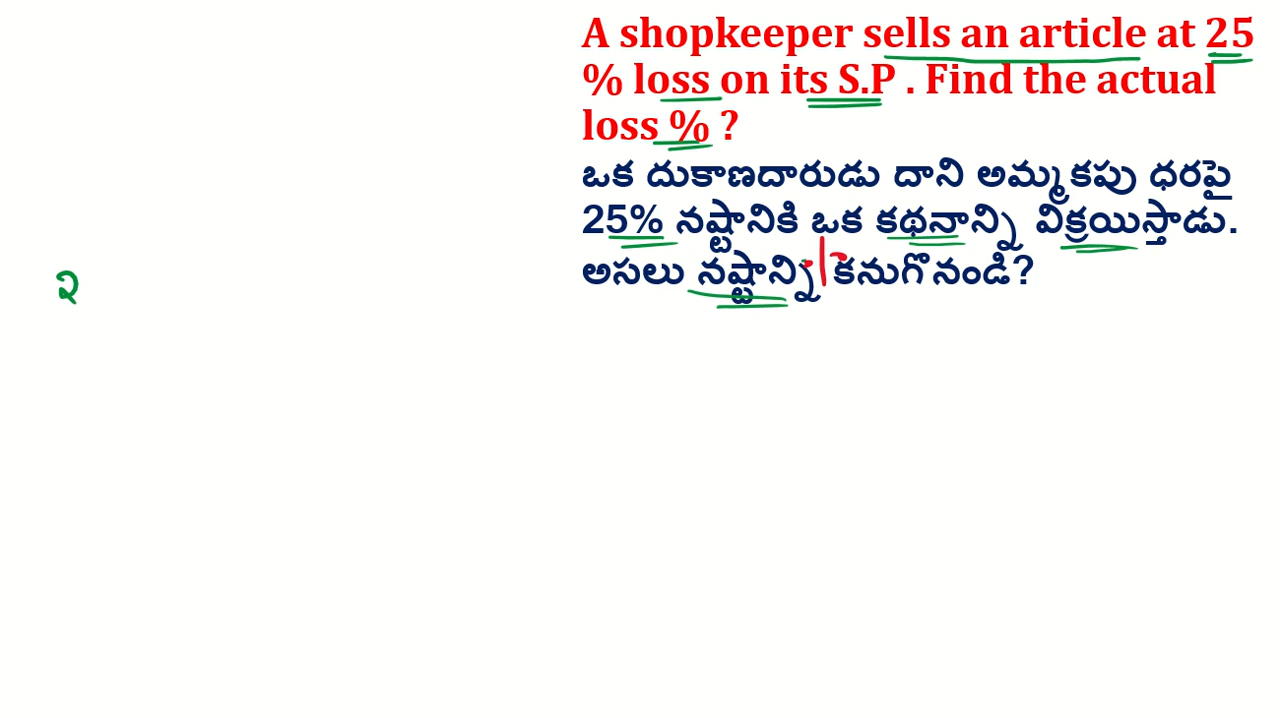 A shopkeeper sells an article at 25
% loss on its S.P . Find the actual
loss % ?
ఒక దుకాణదారుడు దాని అమ్మకపు ధరపై
25% నష్టానికి ఒక కథనాన్ని విక్రయిస్తాడు.
అసలు నష్టాన్ని కనుగొనండి?